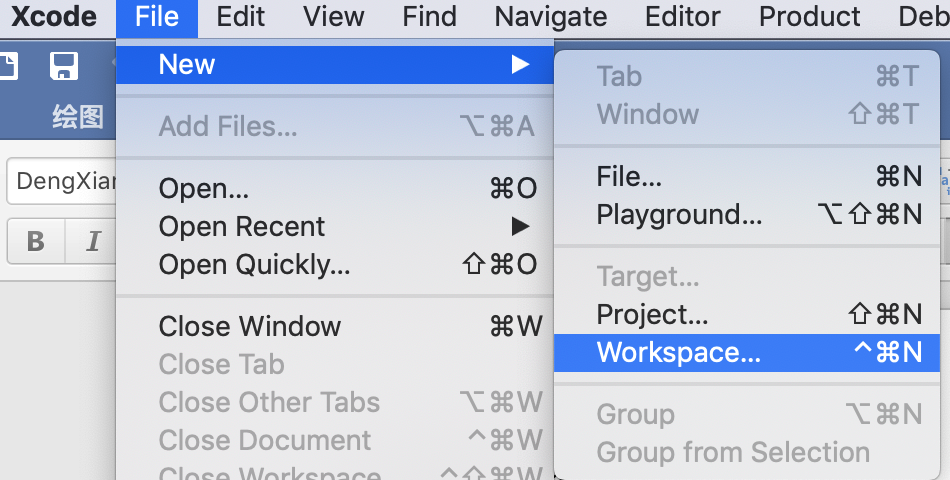 Xcode File Edit View Find Navigate Editor Product Deb
绘图
DengXian
B I
New
Add Files... ⌥⌘A
Open... ⌘O
Open Recent
Open Quickly... ⇧⌘O
Close Window ⌘W
Close Tab
Close Other Tabs ⌥⌘W
Close Document ^⌘W
Close Workspace ^⇧⌘W
Tab ⌘T
Window ⇧⌘T
File... ⌘N
Playground... ⌥⇧⌘N
Target...
Project... ⇧⌘N
Workspace... ^⌘N
Group ⌥⌘N
Group from Selection